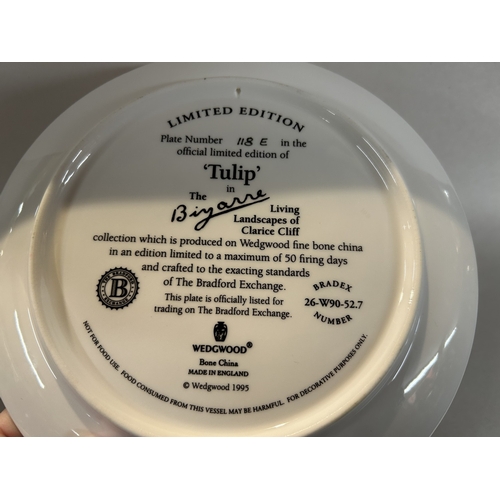 LIMITED EDITION
Plate Number 118 E in the
official limited edition of
'Tulip'
in
The Bizarre Living
Landscapes of
Clarice Cliff
collection which is produced on Wedgwood fine bone china
in an edition limited to a maximum of 50 firing days
and crafted to the exacting standards
of The Bradford Exchange.
This plate is officially listed for
trading on The Bradford Exchange.
BRADFORD
B
EXCHANGE
BRADEX
26-W90-52.7
NUMBER
WEDGWOOD®
Bone China
MADE IN ENGLAND
© Wedgwood 1995
NOT FOR FOOD USE. FOOD CONSUMED FROM THIS VESSEL MAY BE HARMFUL. FOR DECORATIVE PURPOSES ONLY.